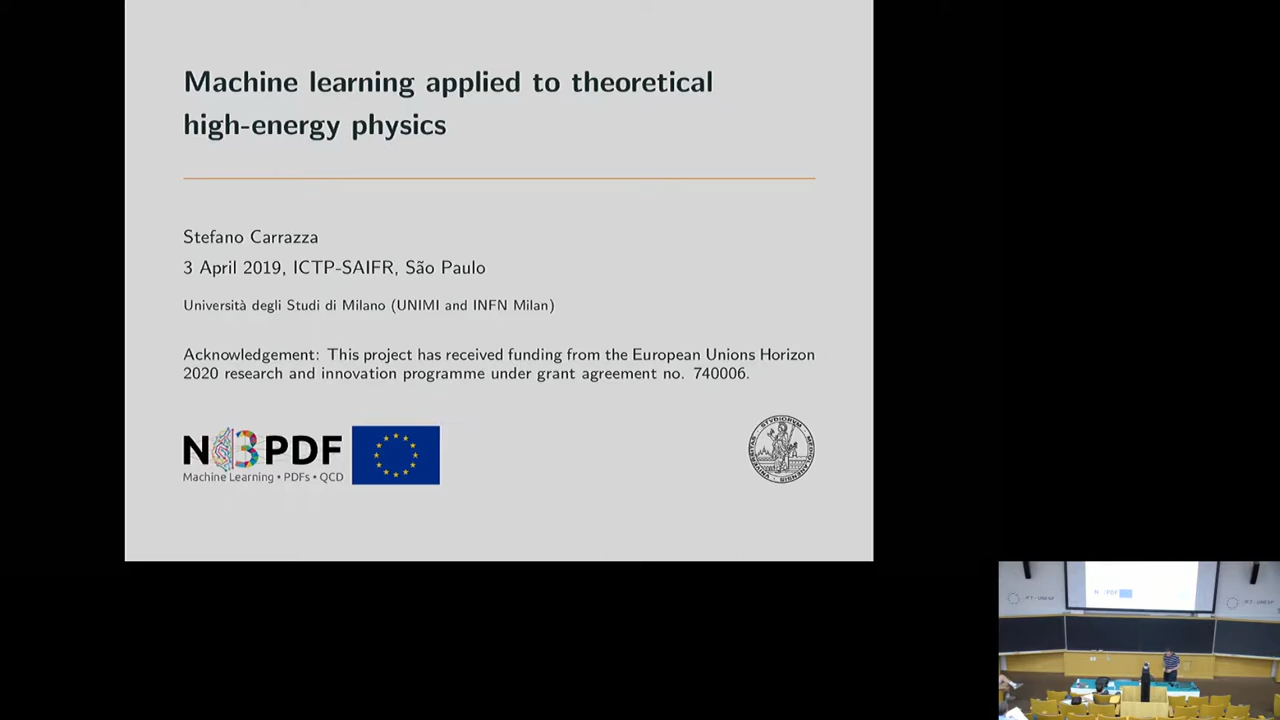 Machine learning applied to theoretical
high-energy physics
Stefano Carrazza
3 April 2019, ICTP-SAIFR, São Paulo
Università degli Studi di Milano (UNIMI and INFN Milan)
Acknowledgement: This project has received funding from the European Unions Horizon
2020 research and innovation programme under grant agreement no. 740006.
N3PDF
Machine Learning • PDFs • QCD